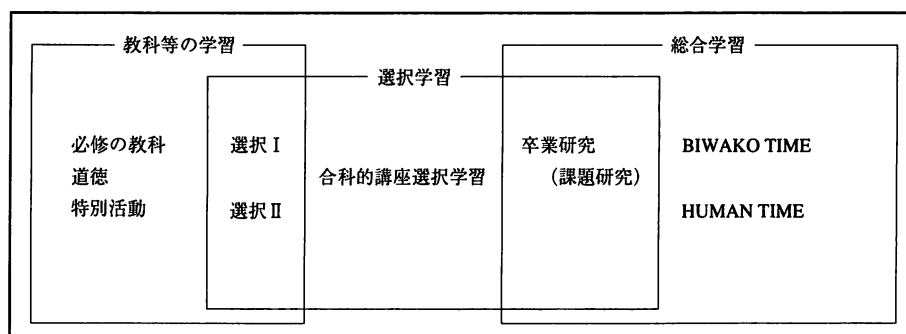 教科等の学習
総合学習
選択学習
必修の教科
道徳
特別活動
選択Ⅰ
選択Ⅱ
合科的講座選択学習
卒業研究
(課題研究)
BIWAKO TIME
HUMAN TIME